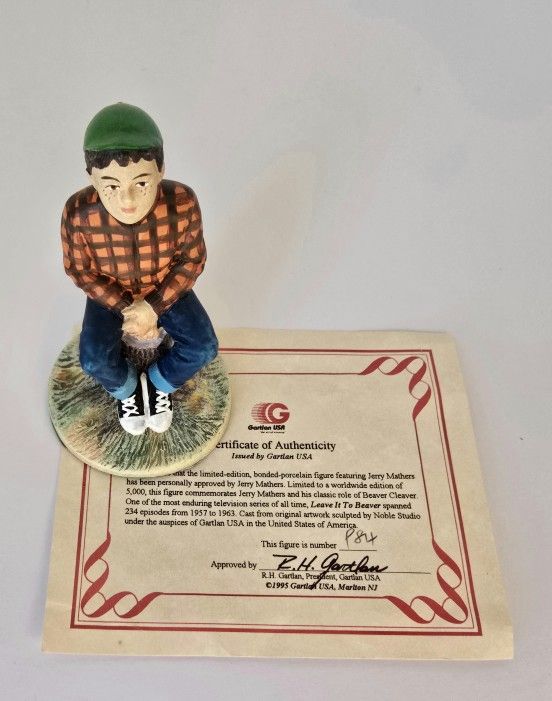 G
Gartlan USA
ertificate of Authenticity
Issued by Gartlan USA
that the limited-edition, bonded-porcelain figure featuring Jerry Mathers
has been personally approved by Jerry Mathers. Limited to a worldwide edition of
5,000, this figure commemorates Jerry Mathers and his classic role of Beaver Cleaver.
One of the most enduring television series of all time, Leave It To Beaver spanned
234 episodes from 1957 to 1963. Cast from original artwork sculpted by Noble Studio
under the auspices of Gartlan USA in the United States of America.
This figure is number P84
Approved by R.H. Gartlan
R.H. Gartlan, President, Gartlan USA
©1995 Gartlan USA, Marlton NJ